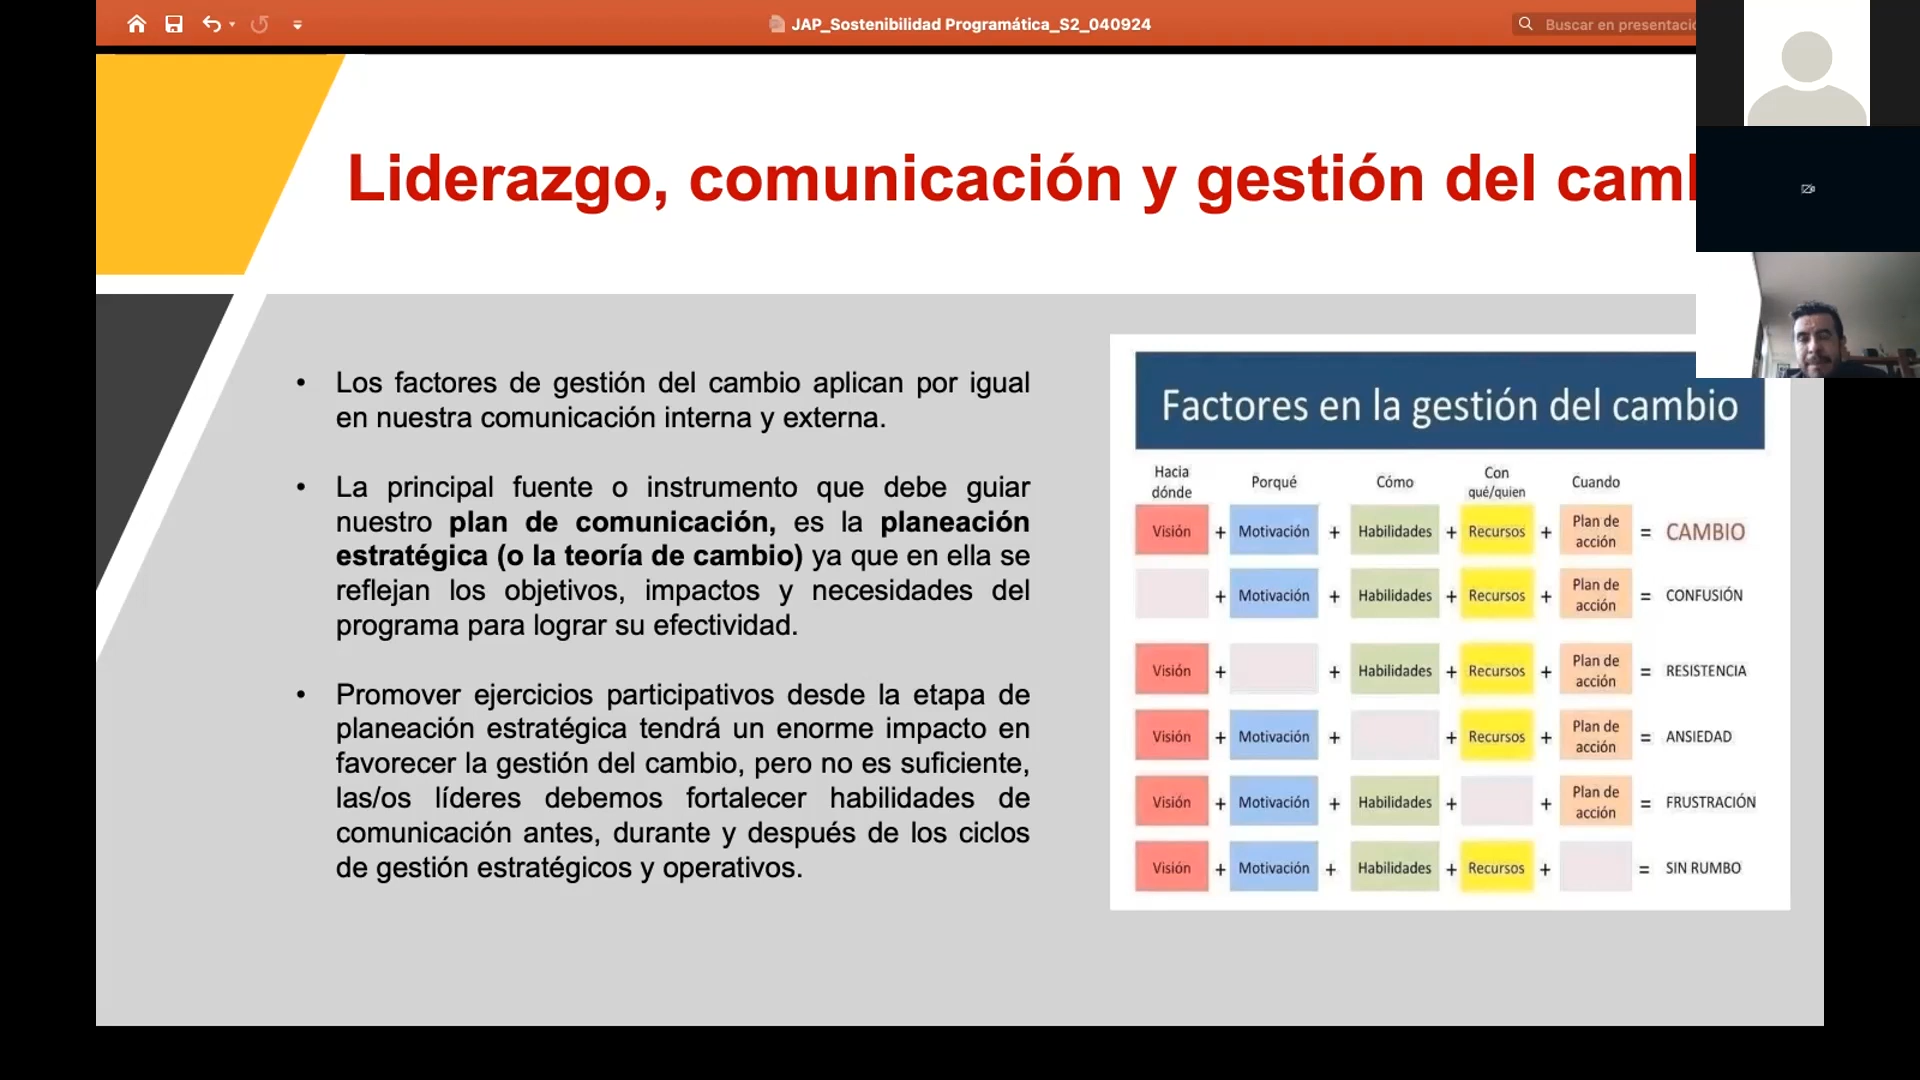 JAP_Sostenibilidad Programática_S2_040924
Buscar en
Liderazgo, comunicación y gestión del
• Los factores de gestión del cambio aplican por igual
en nuestra comunicación interna y externa.
• La principal fuente o instrumento que debe guiar
nuestro plan de comunicación, es la planeación
estratégica (o la teoría de cambio) ya que en ella se
reflejan los objetivos, impactos y necesidades del
programa para lograr su efectividad.
• Promover ejercicios participativos desde la etapa de
planeación estratégica tendrá un enorme impacto en
favorecer la gestión del cambio, pero no es suficiente,
las/os líderes debemos fortalecer habilidades de
comunicación antes, durante y después de los ciclos
de gestión estratégicos y operativos.
Factores en la gestión del cambio
Hacia dónde Porqué Cómo Con qué/quien Cuando
Visión + Motivación + Habilidades + Recursos + Plan de acción = CAMBIO
+ Motivación + Habilidades + Recursos + Plan de acción = CONFUSIÓN
Visión + + Habilidades + Recursos + Plan de acción = RESISTENCIA
Visión + Motivación + + Recursos + Plan de acción = ANSIEDAD
Visión + Motivación + Habilidades + + Plan de acción = FRUSTRACIÓN
Visión + Motivación + Habilidades + Recursos + = SIN RUMBO